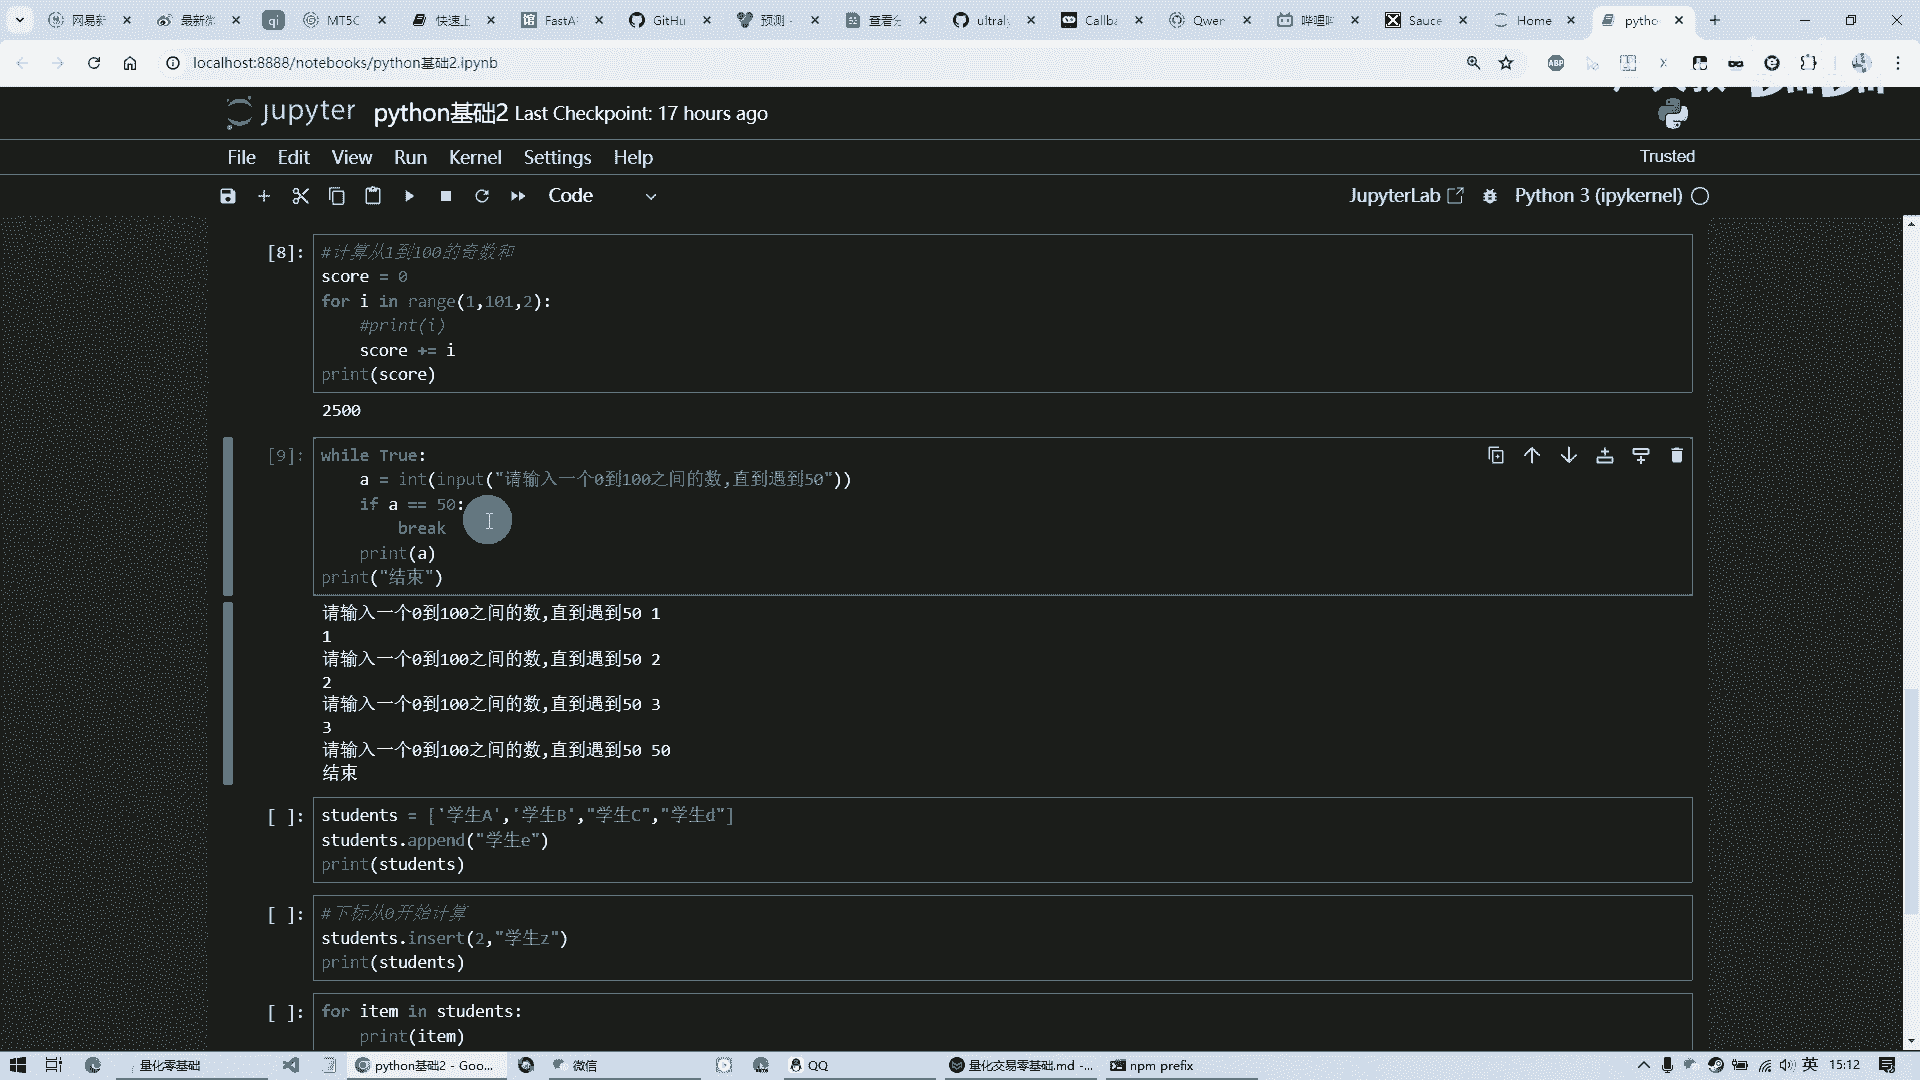 网易新
最新微
qi
MT5C
快速上
FastA
GitHu
预测 -
查看分
ultral
Callba
Qwen
哔哩哔
Sauce
Home
pytho
localhost:8888/notebooks/python基础2.ipynb
ABP
jupyter python基础2 Last Checkpoint: 17 hours ago
File Edit View Run Kernel Settings Help
Trusted
Code
JupyterLab
Python 3 (ipykernel)
[8]: #计算从1到100的奇数和
score = 0
for i in range(1,101,2):
#print(i)
score += i
print(score)
2500
[9]: while True:
a = int(input("请输入一个0到100之间的数,直到遇到50"))
if a == 50:
break
print(a)
print("结束")
请输入一个0到100之间的数,直到遇到50 1
1
请输入一个0到100之间的数,直到遇到50 2
2
请输入一个0到100之间的数,直到遇到50 3
3
请输入一个0到100之间的数,直到遇到50 50
结束
[ ]: students = ['学生A','学生B',"学生C","学生d"]
students.append("学生e")
print(students)
[ ]: #下标从0开始计算
students.insert(2,"学生z")
print(students)
[ ]: for item in students:
print(item)
量化零基础
python基础2 - Goo...
微信
QQ
量化交易零基础.md -...
npm prefix
英
15:12